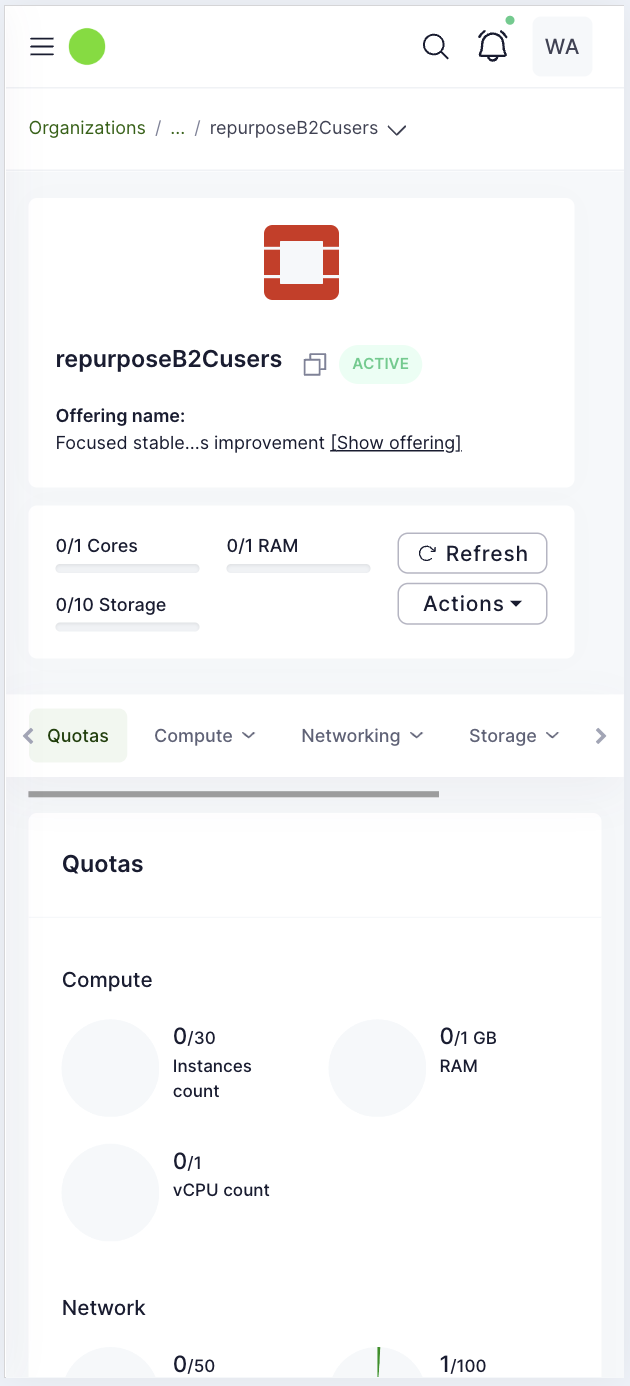 WA
Organizations / ... / repurposeB2Cusers
repurposeB2Cusers
ACTIVE
Offering name:
Focused stable...s improvement [Show offering]
0/1 Cores
0/1 RAM
Refresh
0/10 Storage
Actions
Quotas
Compute
Networking
Storage
Quotas
Compute
0/30
Instances
count
0/1 GB
RAM
0/1
vCPU count
Network
0/50
1/100